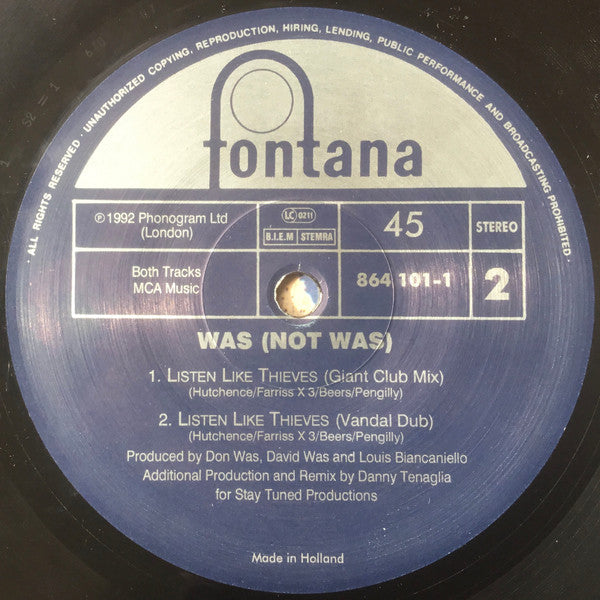 · ALL RIGHTS RESERVED · UNAUTHORIZED COPYING, REPRODUCTION, HIRING, LENDING, PUBLIC PERFORMANCE AND BROADCASTING PROHIBITED ·
fontana
℗ 1992 Phonogram Ltd
(London)
LC 0211
B.I.E.M STEMRA
45
STEREO
Both Tracks
MCA Music
864 101-1
2
WAS (NOT WAS)
1. LISTEN LIKE THIEVES (Giant Club Mix)
(Hutchence/Farriss X 3/Beers/Pengilly)
2. LISTEN LIKE THIEVES (Vandal Dub)
(Hutchence/Farriss X 3/Beers/Pengilly)
Produced by Don Was, David Was and Louis Biancaniello
Additional Production and Remix by Danny Tenaglia
for Stay Tuned Productions
Made in Holland